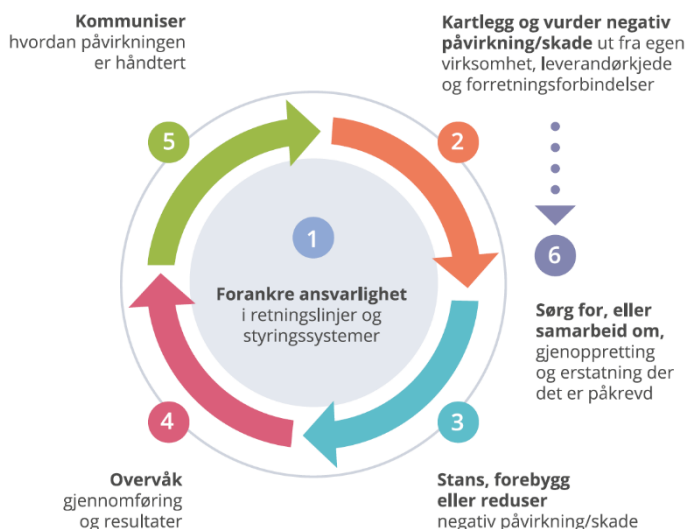 Kommuniser
hvordan påvirkningen
er håndtert
Kartlegg og vurder negativ
påvirkning/skade ut fra egen
virksomhet, leverandørkjede
og forretningsforbindelser
5
2
1
6
Forankre ansvarlighet
i retningslinjer og
styringssystemer
Sørg for, eller
samarbeid om,
gjenoppretting
og erstatning der
det er påkrevd
4
3
Overvåk
gjennomføring
og resultater
Stans, forebygg
eller reduser
negativ påvirkning/skade